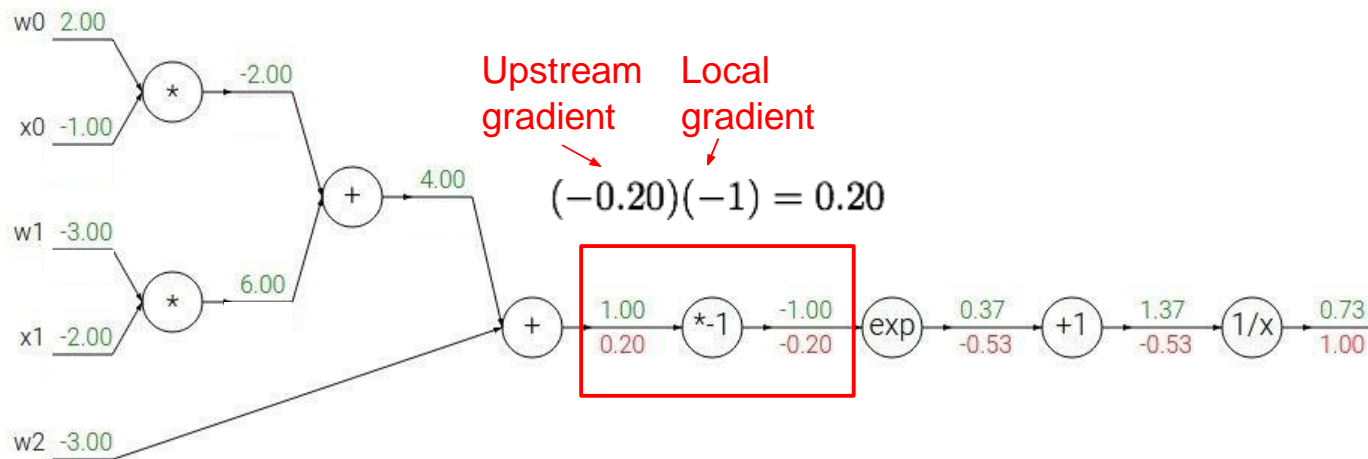 w0 2.00
-2.00
*
x0 -1.00
Upstream gradient
Local gradient
4.00
+
(−0.20)(−1) = 0.20
w1 -3.00
6.00
*
x1 -2.00
+
1.00
0.20
*-1
-1.00
-0.20
exp
0.37
-0.53
+1
1.37
-0.53
1/x
0.73
1.00
w2 -3.00